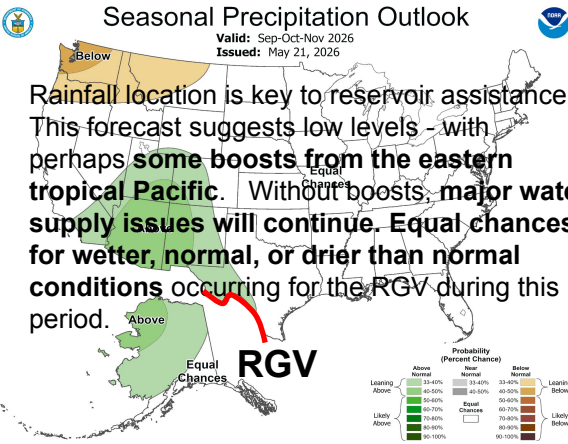 Seasonal Precipitation Outlook
Valid: Sep-Oct-Nov 2026
Issued: May 21, 2026
NOAA
Below
Rainfall location is key to reservoir assistance
This forecast suggests low levels - with
perhaps some boosts from the eastern
Equal
Chances
tropical Pacific. Without boosts, major wat
supply issues will continue. Equal chances
Above
for wetter, normal, or drier than normal
conditions occurring for the RGV during this
period.
Above
Equal
Chances
RGV
Probability
(Percent Chance)
Above
Normal
Near
Normal
Below
Normal
Leaning
Above
33-40%
40-50%
33-40%
40-50%
33-40%
40-50%
Leaning
Below
Likely
Above
50-60%
60-70%
70-80%
80-90%
90-100%
Equal
Chances
50-60%
60-70%
70-80%
80-90%
90-100%
Likely
Below